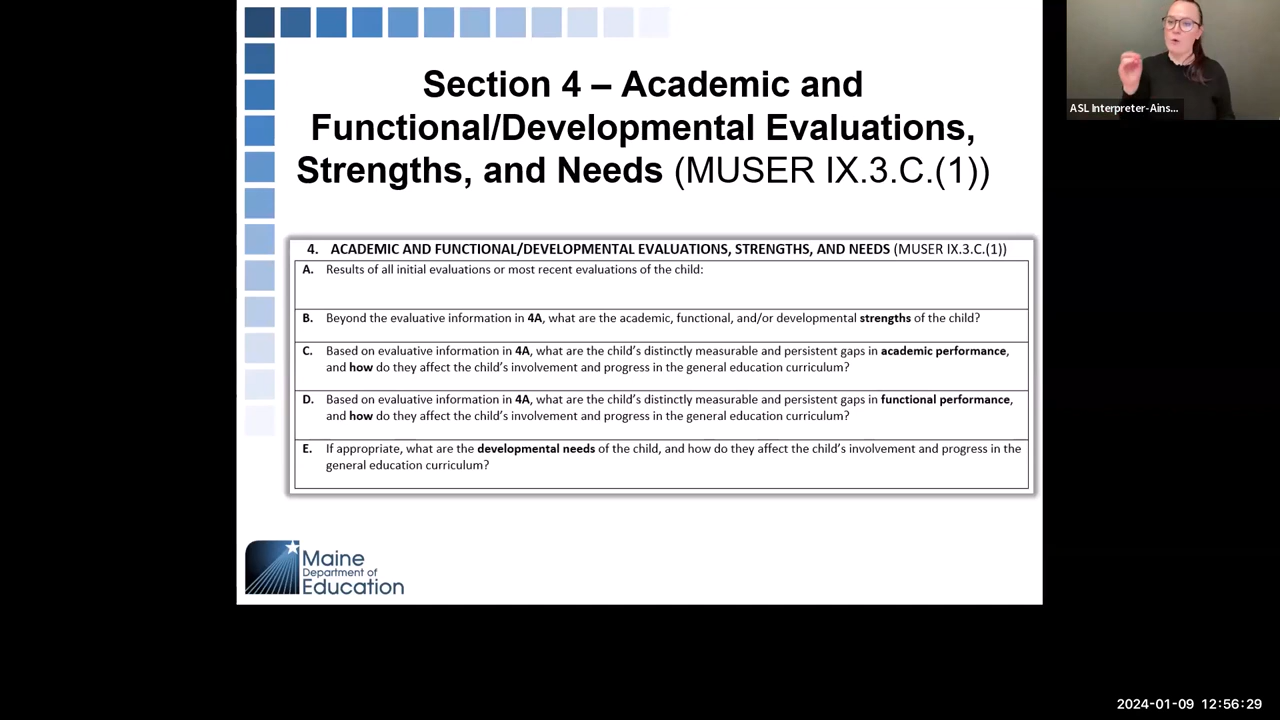 Section 4 – Academic and
Functional/Developmental Evaluations,
Strengths, and Needs (MUSER IX.3.C.(1))
4. ACADEMIC AND FUNCTIONAL/DEVELOPMENTAL EVALUATIONS, STRENGTHS, AND NEEDS (MUSER IX.3.C.(1))
A. Results of all initial evaluations or most recent evaluations of the child:
B. Beyond the evaluative information in 4A, what are the academic, functional, and/or developmental strengths of the child?
C. Based on evaluative information in 4A, what are the child's distinctly measurable and persistent gaps in academic performance,
and how do they affect the child's involvement and progress in the general education curriculum?
D. Based on evaluative information in 4A, what are the child's distinctly measurable and persistent gaps in functional performance,
and how do they affect the child's involvement and progress in the general education curriculum?
E. If appropriate, what are the developmental needs of the child, and how do they affect the child's involvement and progress in the
general education curriculum?
Maine
Department of
Education
ASL Interpreter-Ains...
2024-01-09 12:56:29